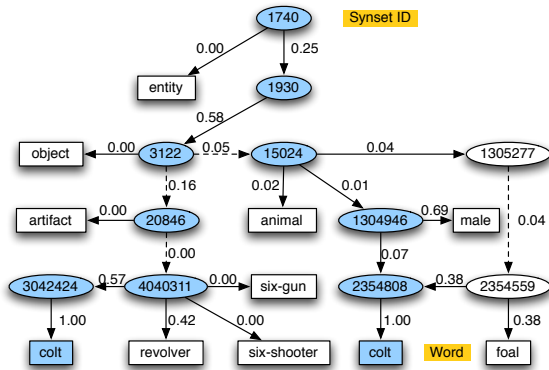 1740 Synset ID
0.00 0.25
entity 1930
0.58
object 0.00 3122 0.05 15024 0.04 1305277
0.16 0.02 0.01
artifact 0.00 20846 animal 1304946 0.69 male 0.04
0.00 0.07
3042424 0.57 4040311 0.00 six-gun 2354808 0.38 2354559
1.00 0.42 0.00 1.00 0.38
colt revolver six-shooter colt Word foal